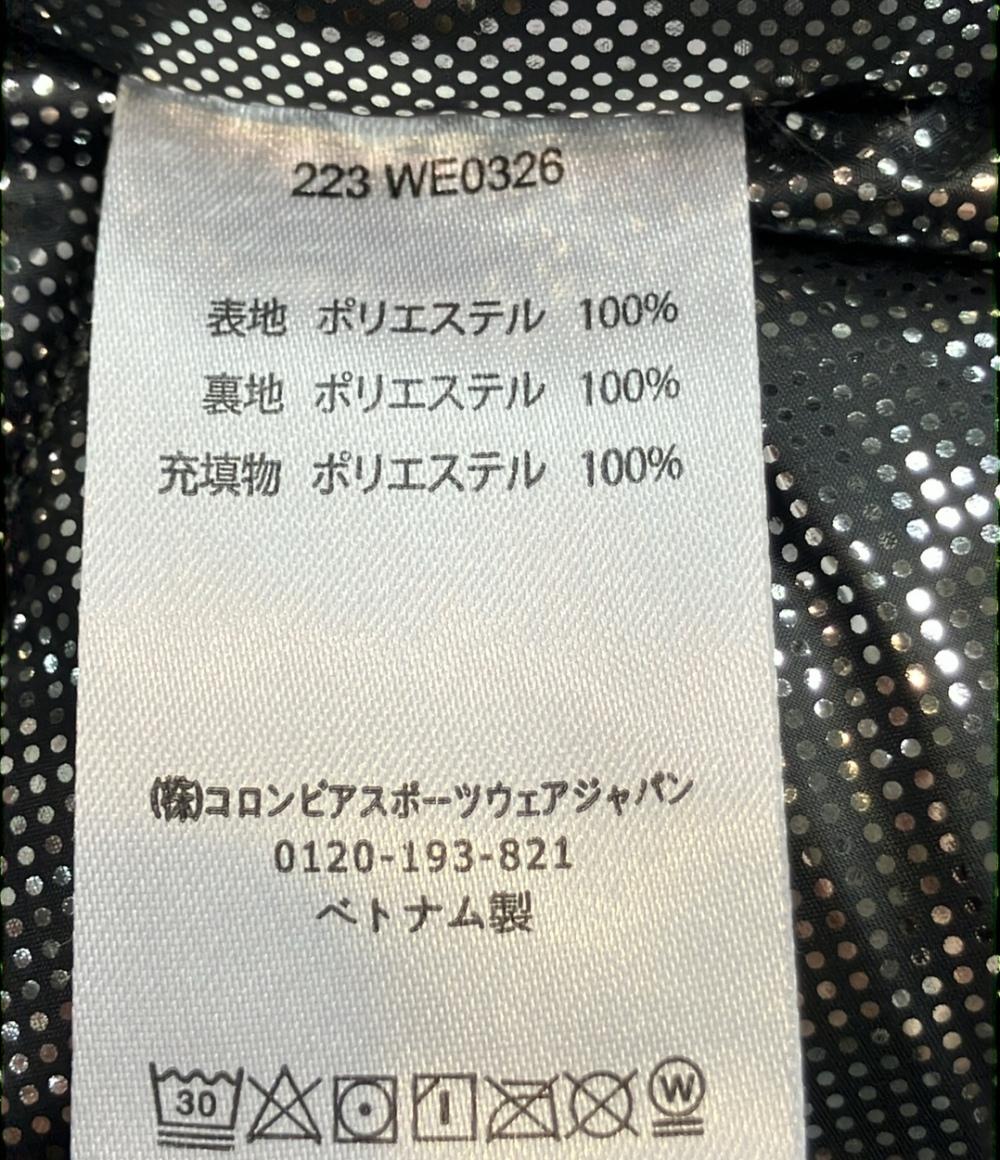 223 WE0326
表地 ポリエステル 100%
裏地 ポリエステル 100%
充填物 ポリエステル 100%
(株)コロンビアスポーツウェアジャパン
0120-193-821
ベトナム製
30 W